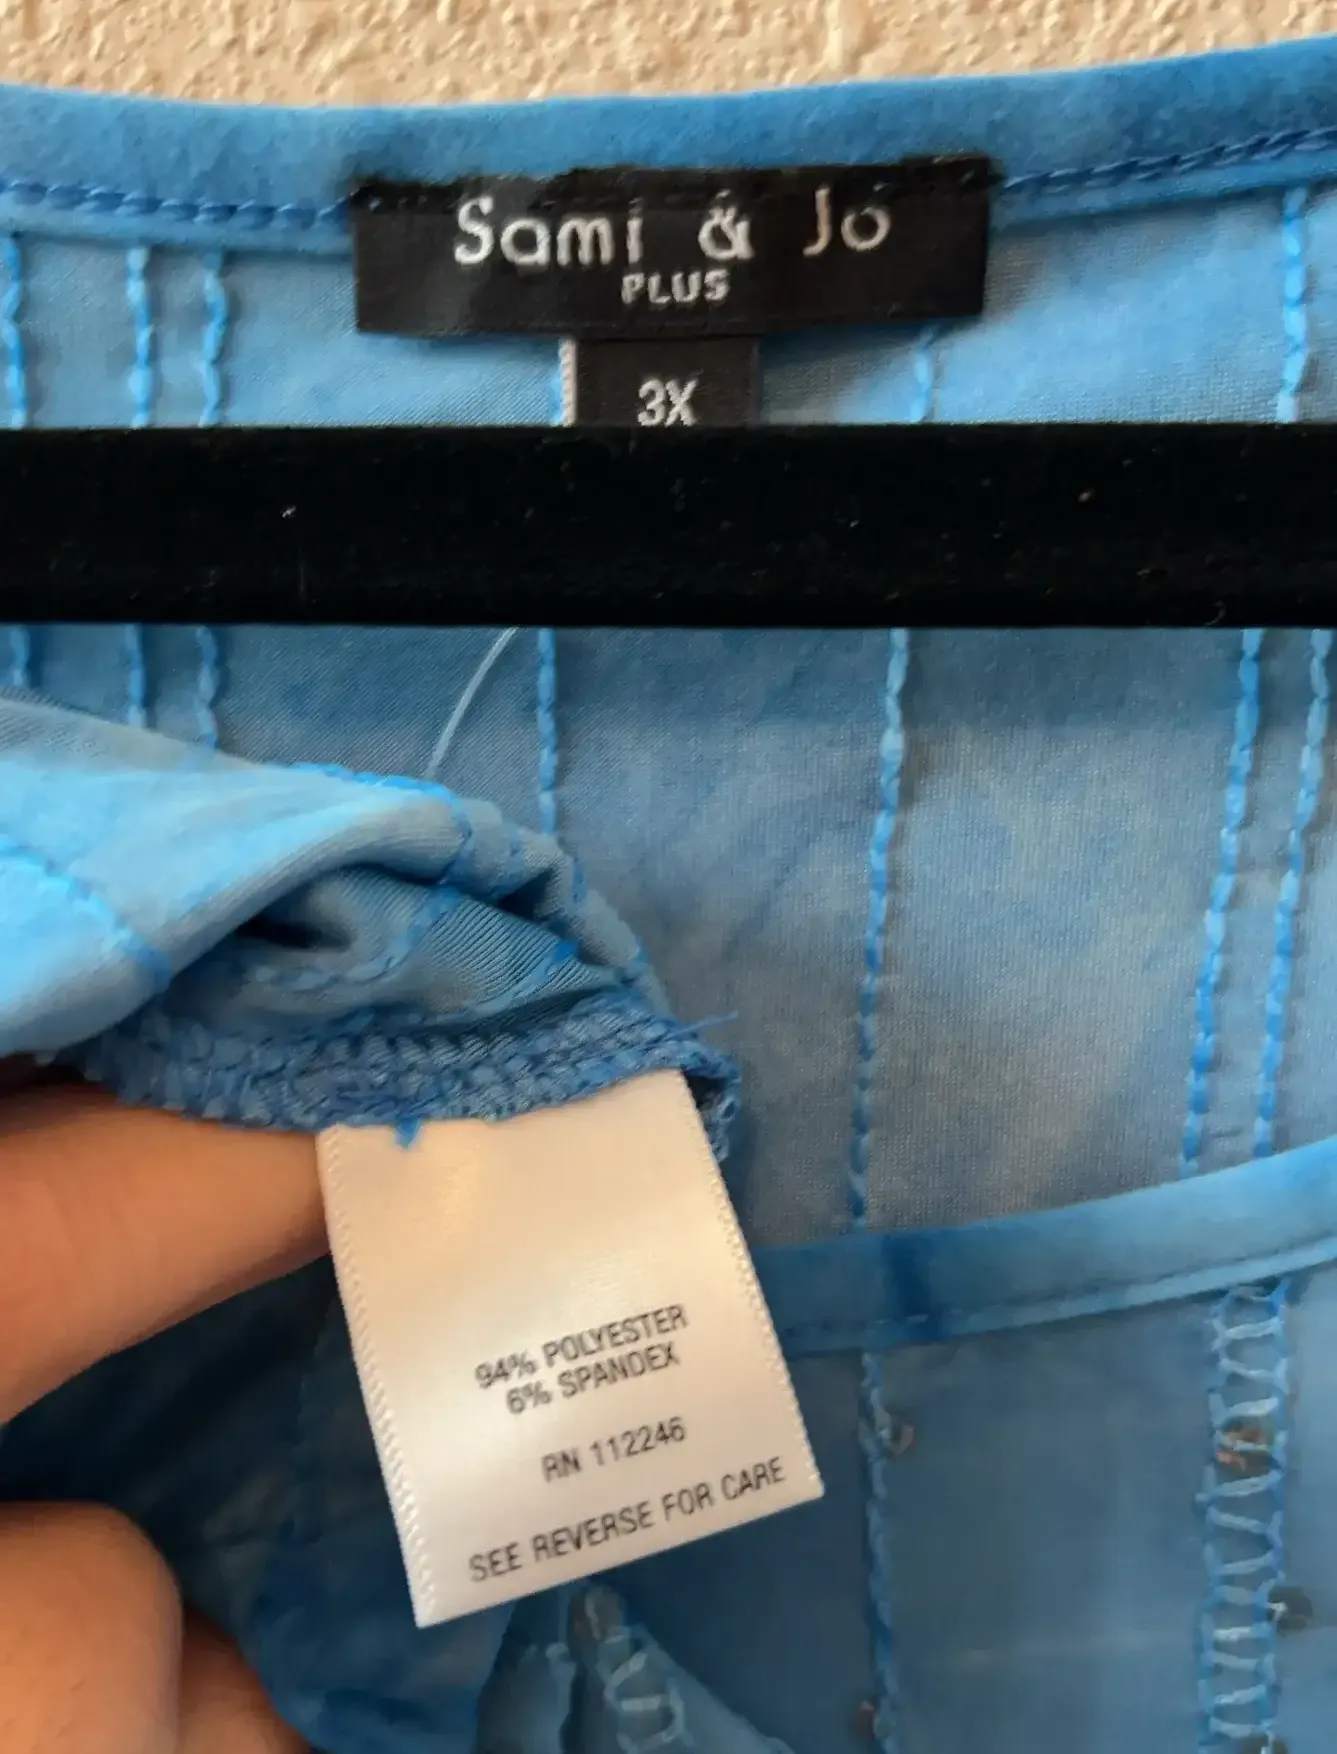 Sami & Jo
PLUS
3X
94% POLYESTER
6% SPANDEX
RN 112246
SEE REVERSE FOR CARE